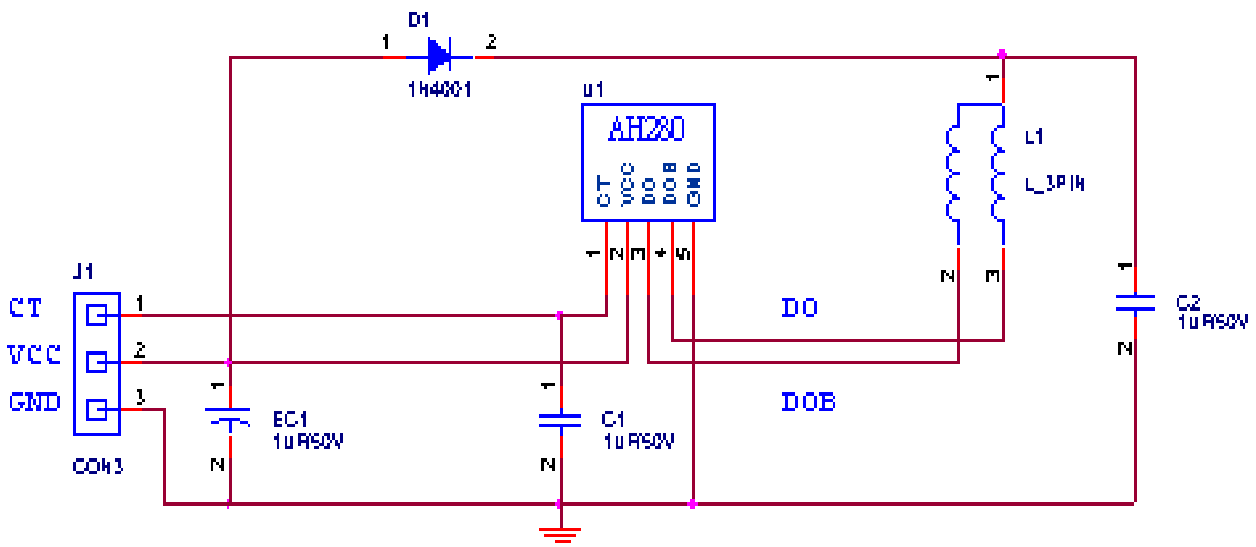 D1
1 2
1N4001
U1
AH280
CT VCC DO DOB GND
1 2 3 4 5
1
L1
L_3PIN
2 3
J1
CT 1
VCC 2
GND 3
CON3
DO
DOB
1
EC1
1uF/50V
2
1
C1
1uF/50V
2
1
C2
1uF/50V
2